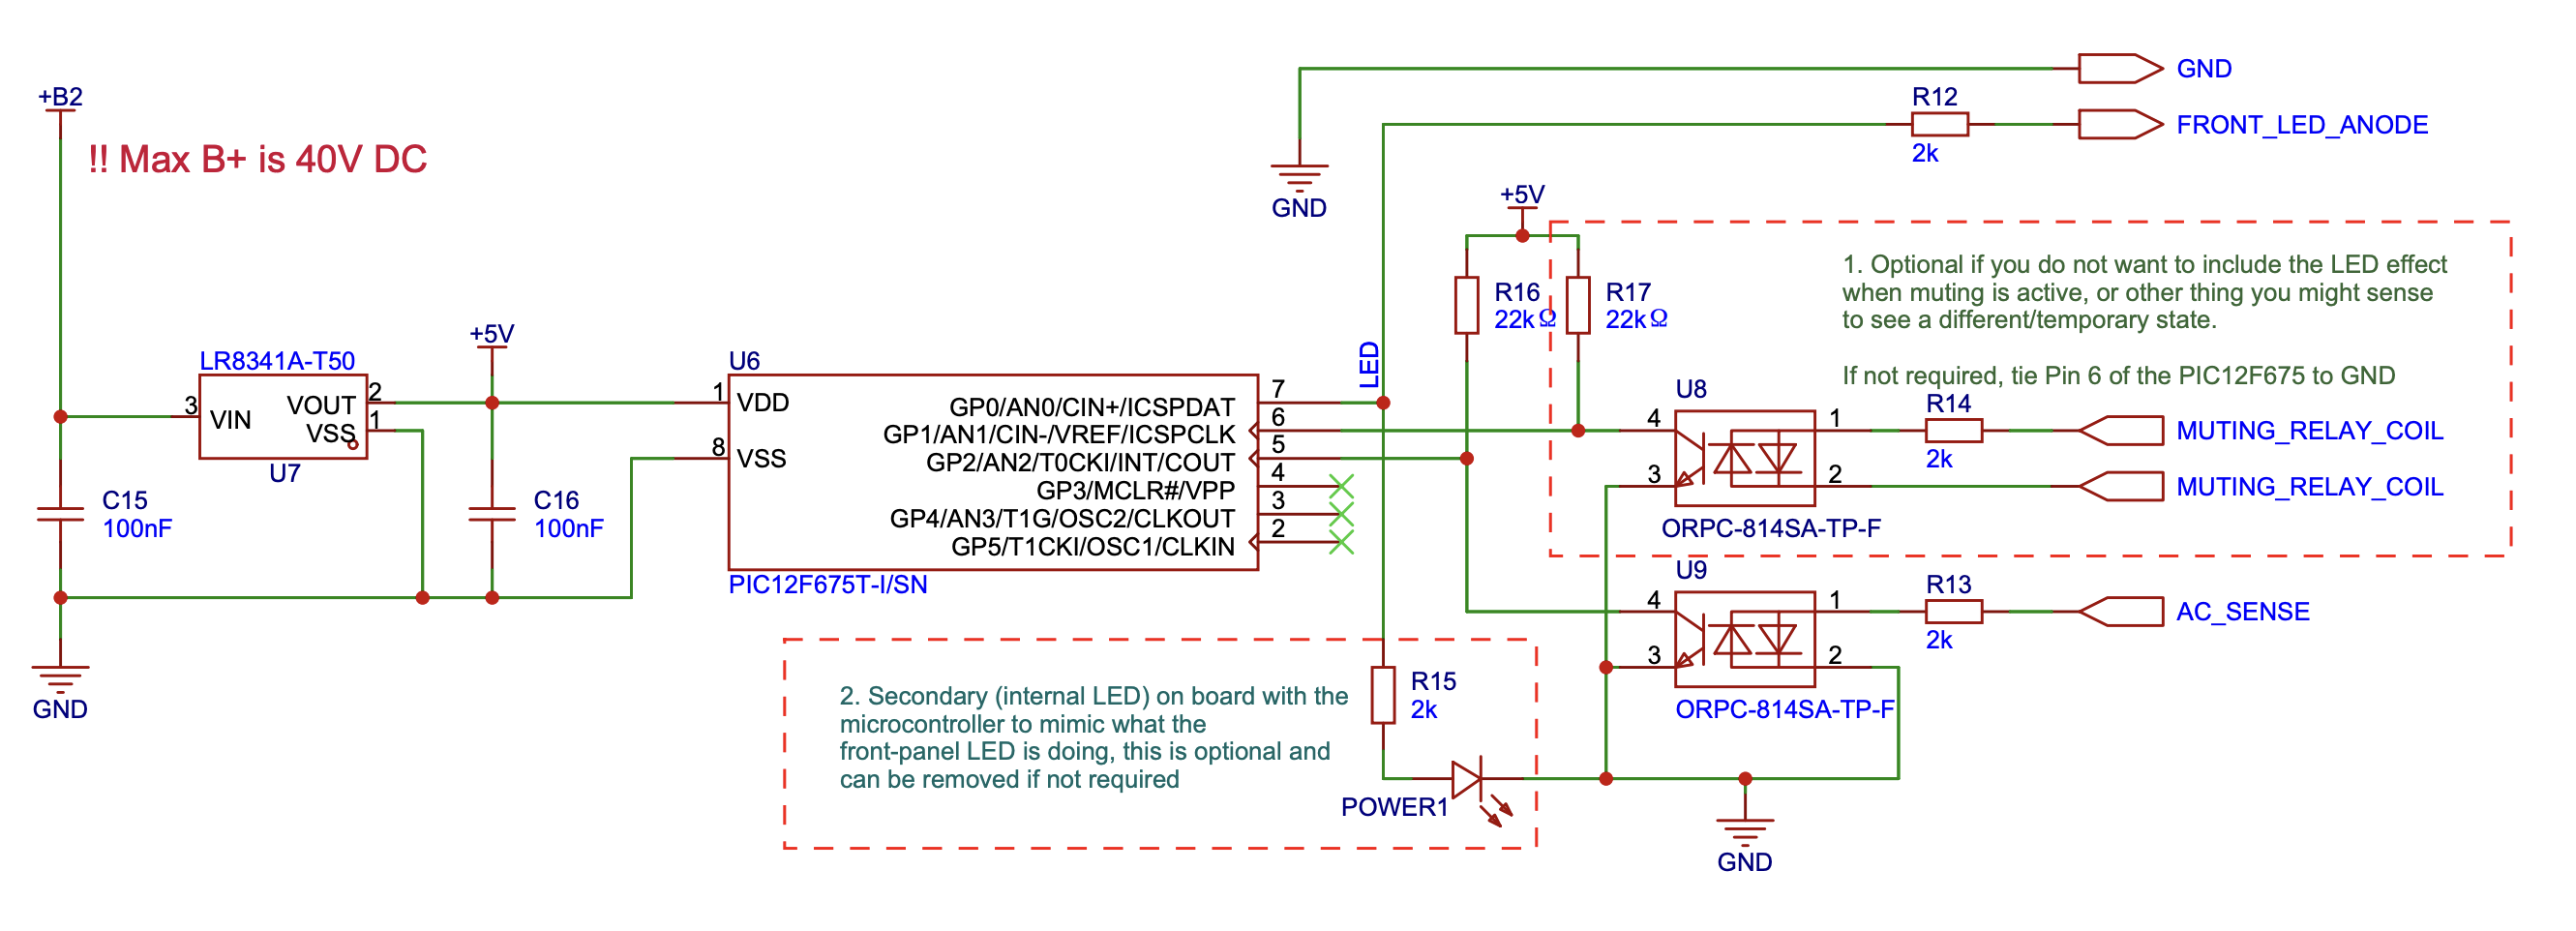 GND
+B2
R12
FRONT_LED_ANODE
2k
!! Max B+ is 40V DC
+5V
GND
1. Optional if you do not want to include the LED effect
when muting is active, or other thing you might sense
to see a different/temporary state.
If not required, tie Pin 6 of the PIC12F675 to GND
R16
22kΩ
R17
22kΩ
+5V
LR8341A-T50
3
VIN
VOUT
2
VSS
1
U7
U6
1
VDD
8
VSS
GP0/AN0/CIN+/ICSPDAT
7
GP1/AN1/CIN-/VREF/ICSPCLK
6
GP2/AN2/T0CKI/INT/COUT
5
GP3/MCLR#/VPP
4
GP4/AN3/T1G/OSC2/CLKOUT
3
GP5/T1CKI/OSC1/CLKIN
2
PIC12F675T-I/SN
LED
U8
4
3
1
2
ORPC-814SA-TP-F
R14
2k
MUTING_RELAY_COIL
MUTING_RELAY_COIL
C15
100nF
C16
100nF
GND
U9
4
3
1
2
ORPC-814SA-TP-F
R13
2k
AC_SENSE
2. Secondary (internal LED) on board with the
microcontroller to mimic what the
front-panel LED is doing, this is optional and
can be removed if not required
R15
2k
POWER1
GND